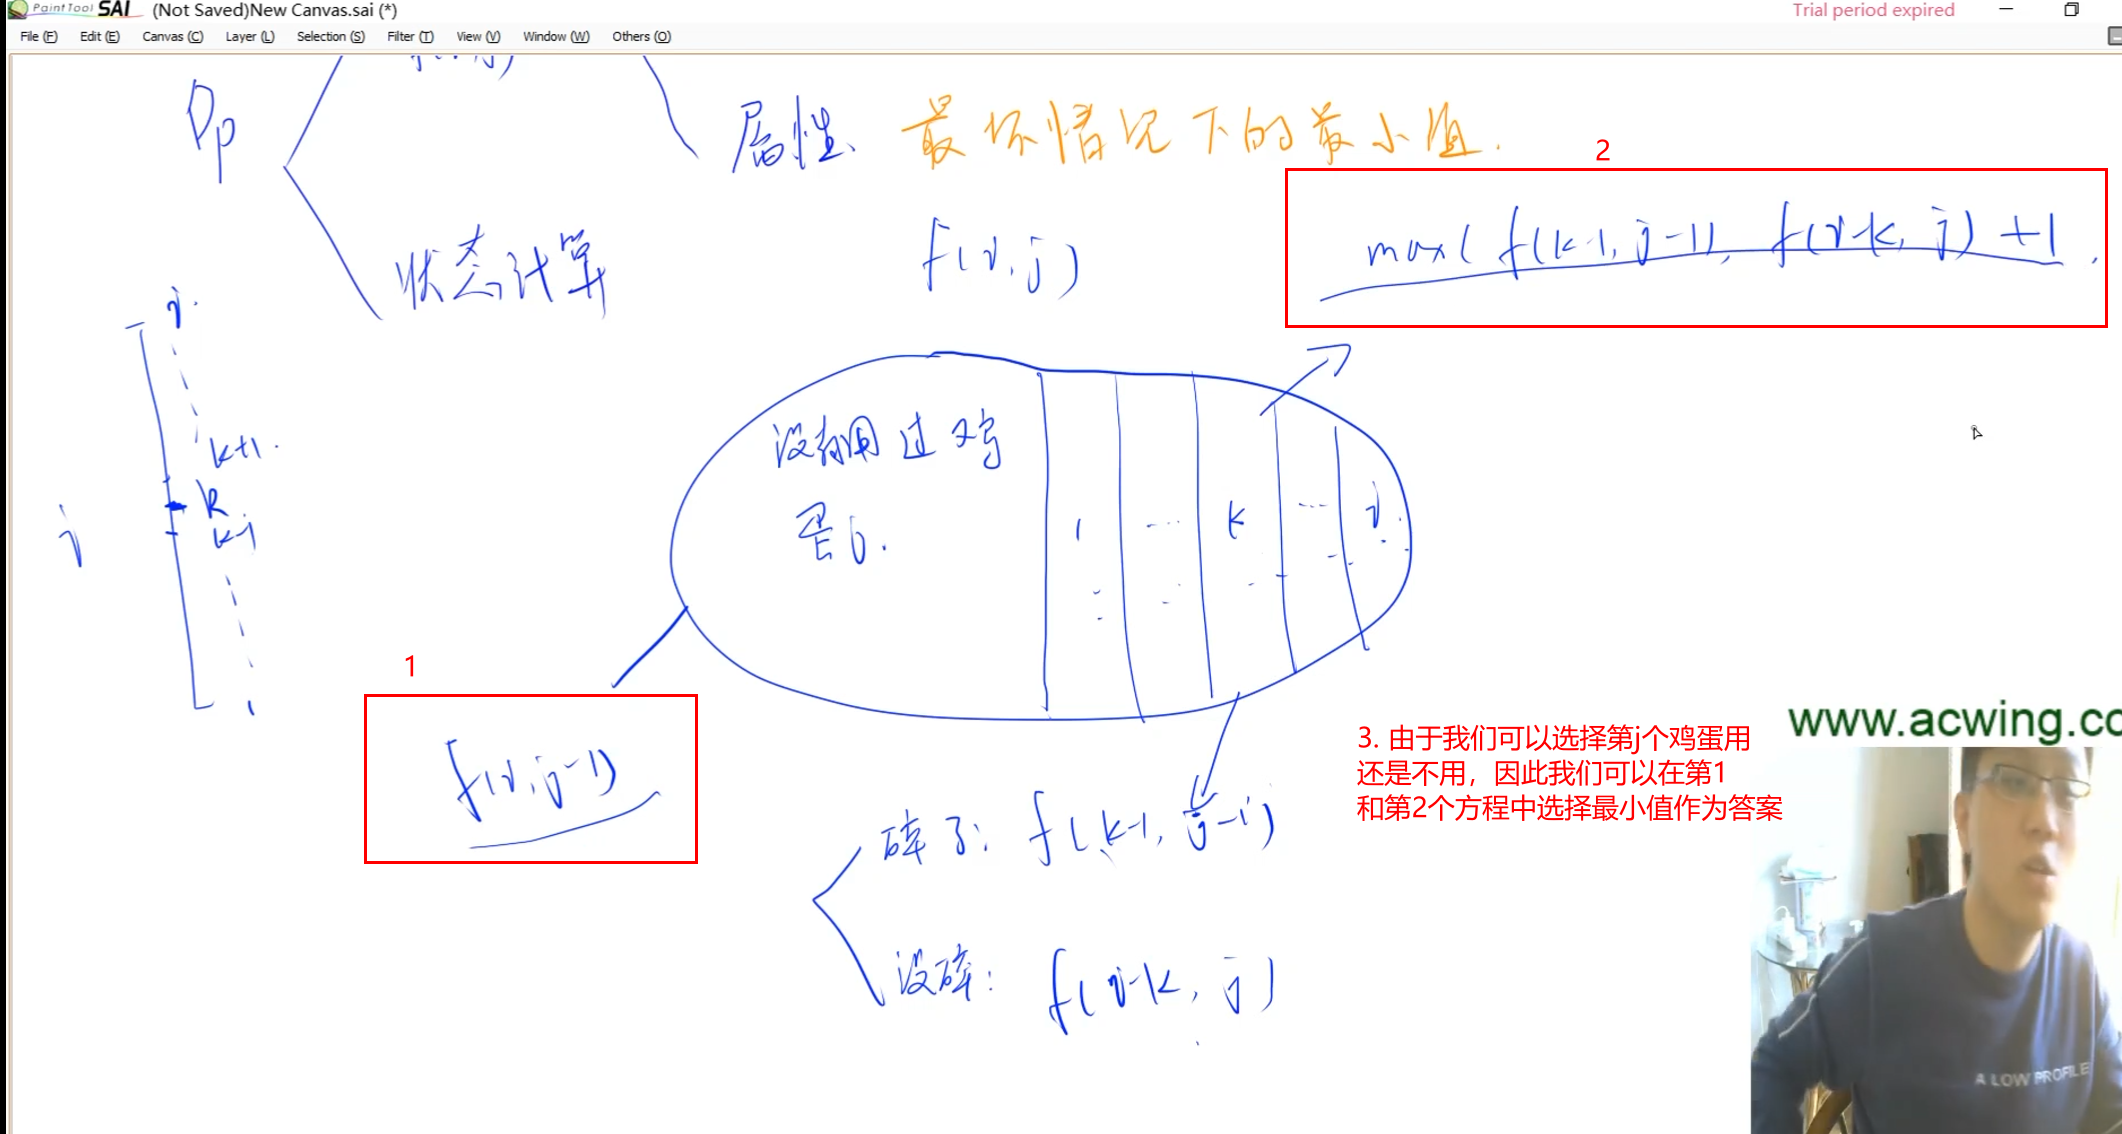 PaintTool SAI (Not Saved)New Canvas.sai (*)
Trial period expired
File (F) Edit (E) Canvas (C) Layer (L) Selection (S) Filter (T) View (V) Window (W) Others (O)
Dp
属性、最坏情况下的最小值.
2
状态计算
f(i,j)
max( f(k-1, j-1), f(i-k, j) +1 .
i.
k+1.
k
k-1
i
1
没有用过鸡
蛋j.
1 ... k ... i
1
f(i,j-1)
碎了: f(k-1, j-1)
没碎: f(i-k, j)
3. 由于我们可以选择第j个鸡蛋用
还是不用，因此我们可以在第1
和第2个方程中选择最小值作为答案
www.acwing.co
A LOW PROFILE